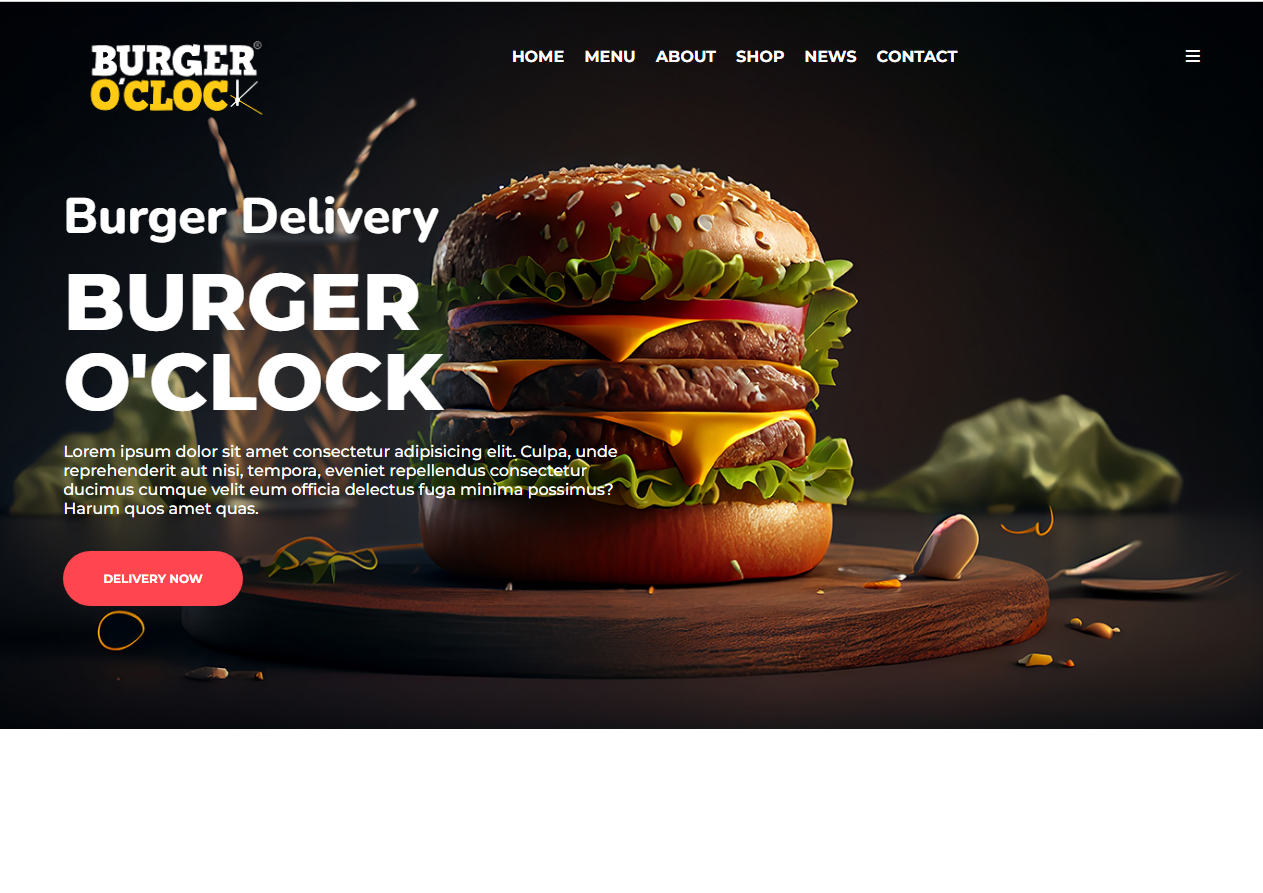 BURGER®
O'CLOCK
HOME MENU ABOUT SHOP NEWS CONTACT
Burger Delivery
BURGER
O'CLOCK
Lorem ipsum dolor sit amet consectetur adipisicing elit. Culpa, unde
reprehenderit aut nisi, tempora, eveniet repellendus consectetur
ducimus cumque velit eum officia delectus fuga minima possimus?
Harum quos amet quas.
DELIVERY NOW